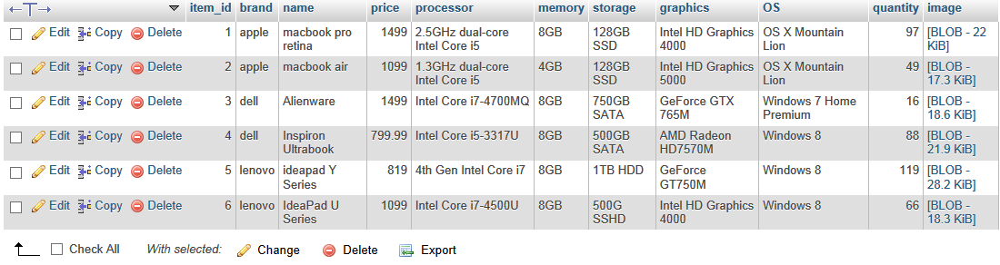 item_id brand name price processor memory storage graphics OS quantity image
Edit Copy Delete 1 apple macbook pro 1499 2.5GHz dual-core 8GB 128GB Intel HD Graphics OS X Mountain 97 [BLOB - 22
retina Intel Core i5 SSD 4000 Lion KiB]
Edit Copy Delete 2 apple macbook air 1099 1.3GHz dual-core 4GB 128GB Intel HD Graphics OS X Mountain 49 [BLOB -
Intel Core i5 SSD 5000 Lion 17.3 KiB]
Edit Copy Delete 3 dell Alienware 1499 Intel Core i7-4700MQ 8GB 750GB GeForce GTX Windows 7 Home 16 [BLOB -
SATA 765M Premium 18.6 KiB]
Edit Copy Delete 4 dell Inspiron 799.99 Intel Core i5-3317U 8GB 500GB AMD Radeon Windows 8 88 [BLOB -
Ultrabook SATA HD7570M 21.9 KiB]
Edit Copy Delete 5 lenovo ideapad Y 819 4th Gen Intel Core i7 8GB 1TB HDD GeForce Windows 8 119 [BLOB -
Series GT750M 28.2 KiB]
Edit Copy Delete 6 lenovo IdeaPad U 1099 Intel Core i7-4500U 8GB 500G Intel HD Graphics Windows 8 66 [BLOB -
Series SSHD 4000 18.3 KiB]
Check All With selected: Change Delete Export